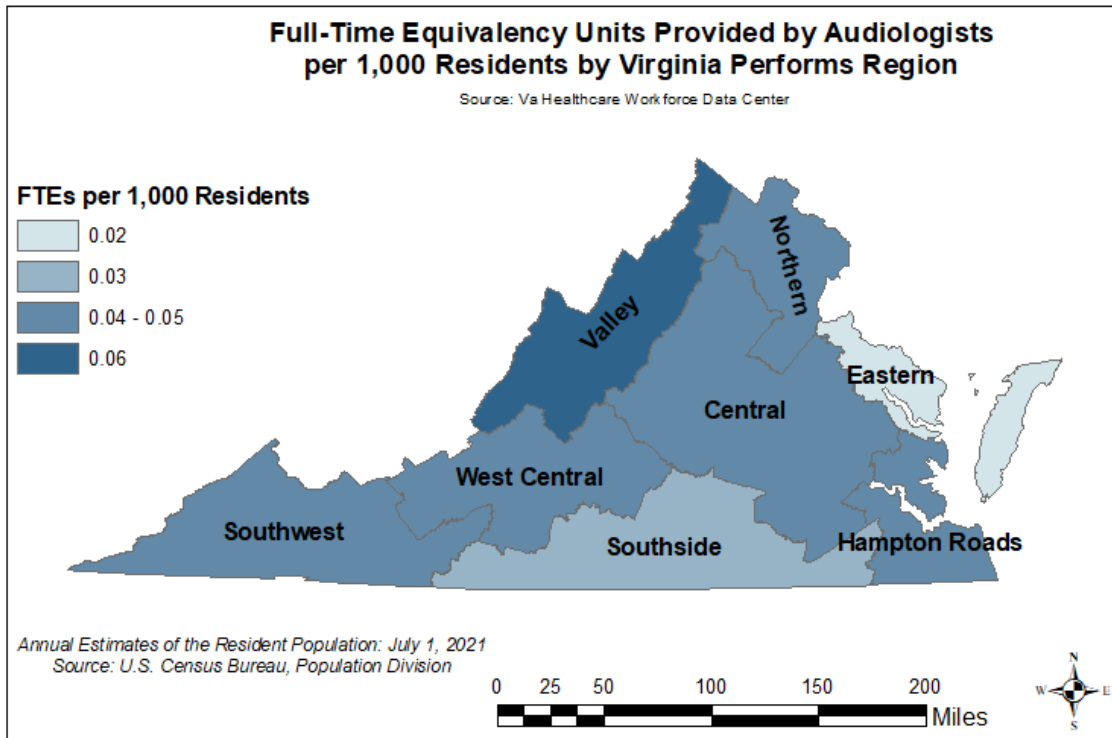 Full-Time Equivalency Units Provided by Audiologists
per 1,000 Residents by Virginia Performs Region
Source: Va Healthcare Workforce Data Center
FTEs per 1,000 Residents
0.02
0.03
0.04 - 0.05
0.06
Northern
Valley
Eastern
Central
West Central
Southwest
Southside
Hampton Roads
Annual Estimates of the Resident Population: July 1, 2021
Source: U.S. Census Bureau, Population Division
0 25 50 100 150 200
Miles
N
W E
S